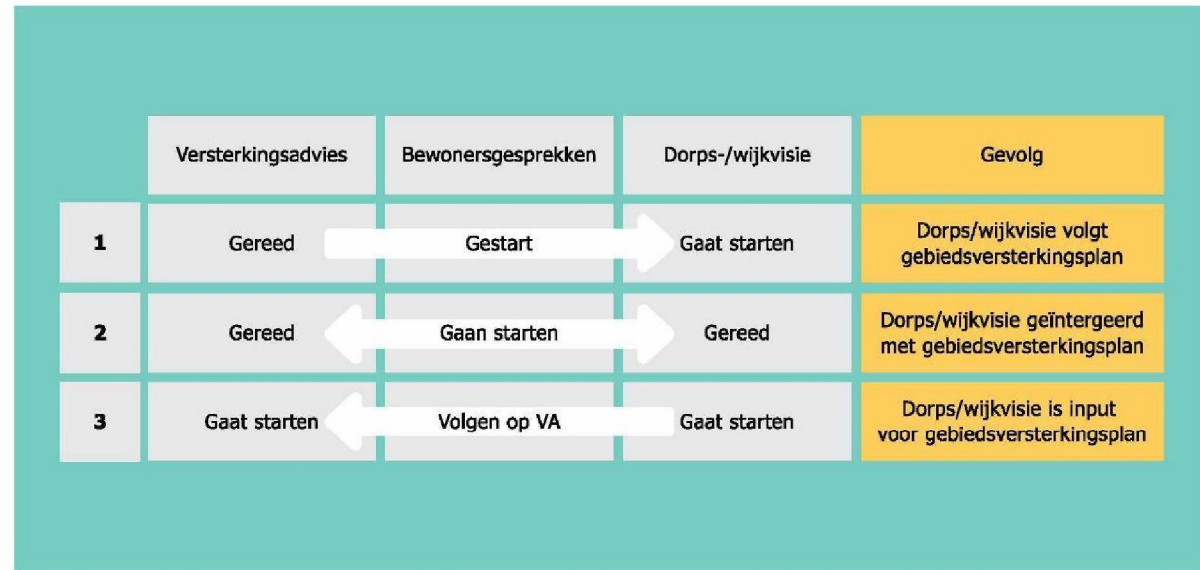 Versterkingsadvies Bewonersgesprekken Dorps-/wijkvisie Gevolg
1 Gereed Gestart Gaat starten Dorps/wijkvisie volgt
gebiedsversterkingsplan
2 Gereed Gaan starten Gereed Dorps/wijkvisie geïntergeerd
met gebiedsversterkingsplan
3 Gaat starten Volgen op VA Gaat starten Dorps/wijkvisie is input
voor gebiedsversterkingsplan